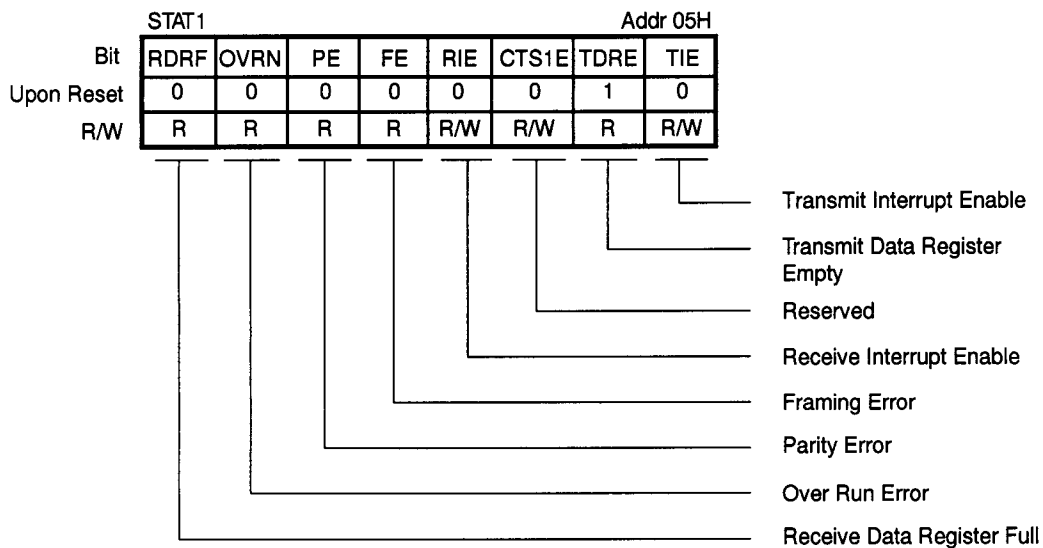 STAT1 Addr 05H
Bit RDRF OVRN PE FE RIE CTS1E TDRE TIE
Upon Reset 0 0 0 0 0 0 1 0
R/W R R R R R/W R/W R R/W
Transmit Interrupt Enable
Transmit Data Register
Empty
Reserved
Receive Interrupt Enable
Framing Error
Parity Error
Over Run Error
Receive Data Register Full